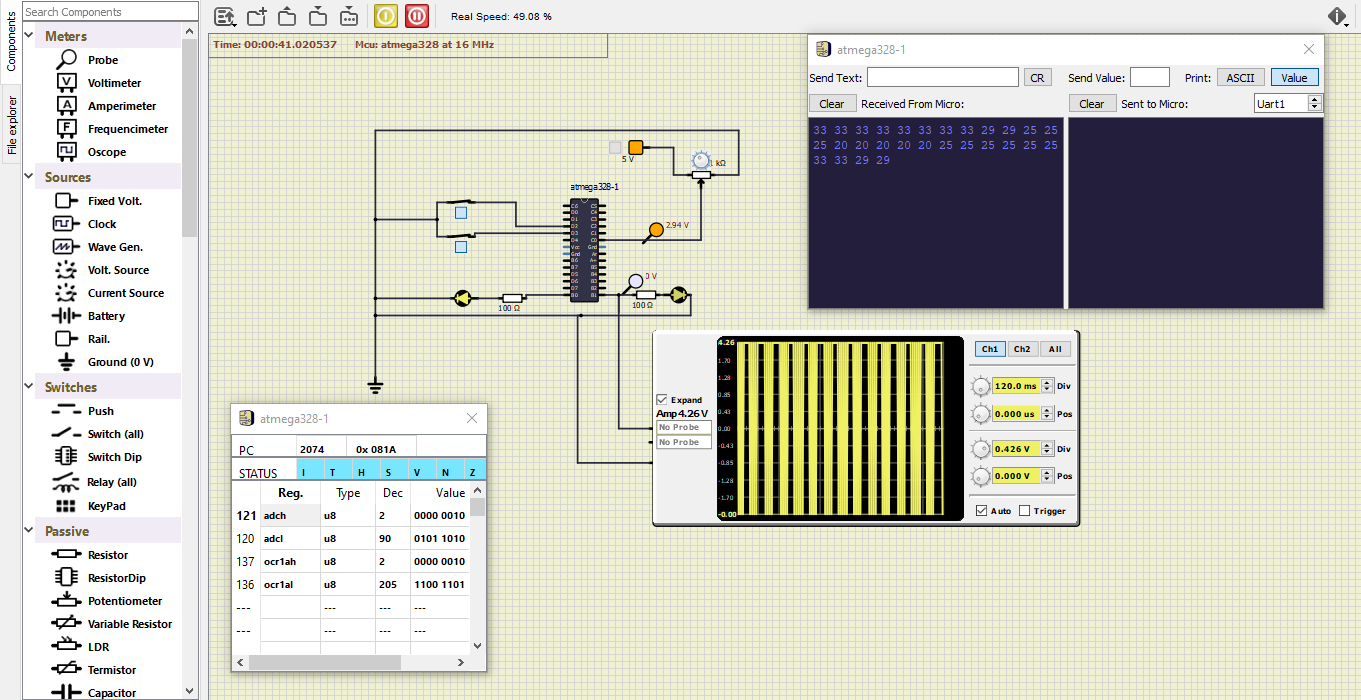 Search Components
Components
File explorer
Meters
Probe
Voltimeter
Amperimeter
Frequencimeter
Oscope
Sources
Fixed Volt.
Clock
Wave Gen.
Volt. Source
Current Source
Battery
Rail.
Ground (0 V)
Switches
Push
Switch (all)
Switch Dip
Relay (all)
KeyPad
Passive
Resistor
ResistorDip
Potentiometer
Variable Resistor
LDR
Termistor
Capacitor
Real Speed: 49.08 %
Time: 00:00:41.020537 Mcu: atmega328 at 16 MHz
5 V
1 kΩ
atmega328-1
2.94 V
0 V
100 Ω
100 Ω
atmega328-1
Send Text: CR Send Value: Print: ASCII Value
Clear Received From Micro: Clear Sent to Micro: Uart1
33 33 33 33 33 33 33 33 29 29 25 25
25 20 20 20 20 20 25 25 25 25 25 25
33 33 29 29
Expand
Amp 4.26 V
No Probe
No Probe
4.26
1.70
1.28
0.85
0.43
0.00
-0.43
-0.85
-1.28
-1.70
-0.00
Ch1 Ch2 All
120.0 ms Div
0.000 us Pos
0.426 V Div
0.000 V Pos
Auto Trigger
atmega328-1
PC 2074 0x 081A
STATUS I T H S V N Z
Reg. Type Dec Value
121 adch u8 2 0000 0010
120 adcl u8 90 0101 1010
137 ocr1ah u8 2 0000 0010
136 ocr1al u8 205 1100 1101
--- --- --- ---
--- --- --- ---